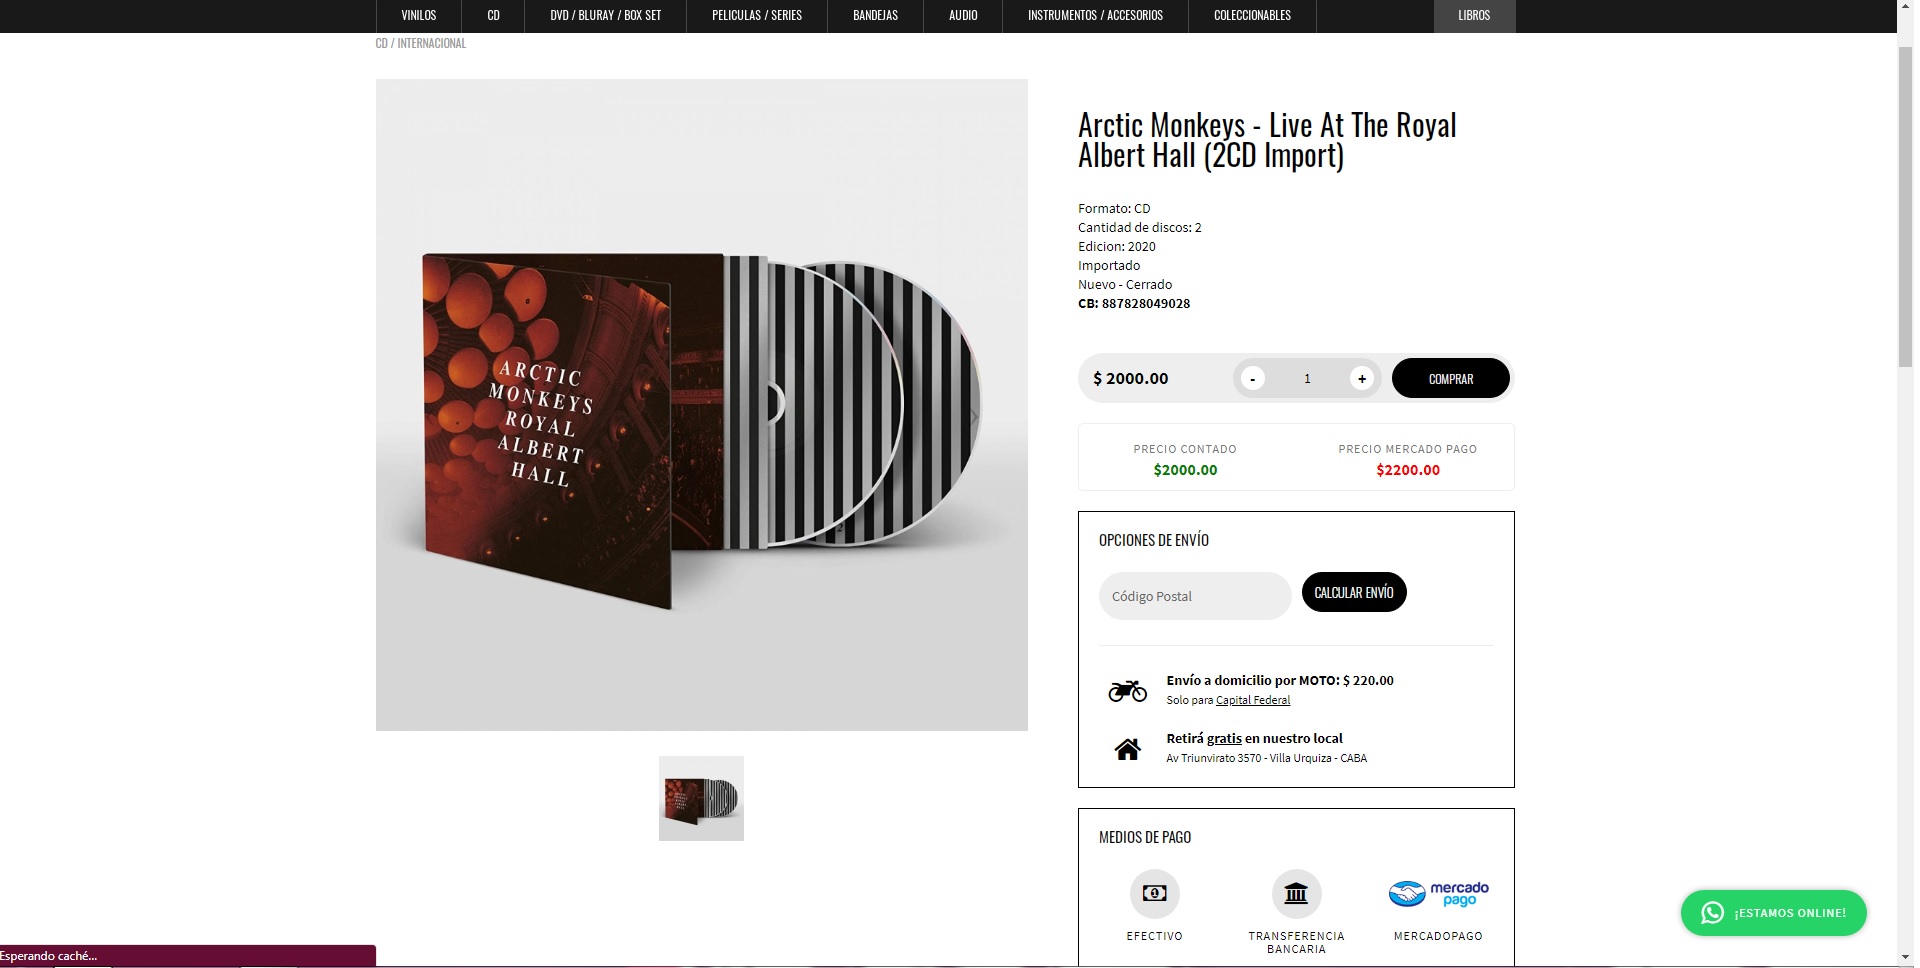 VINILOS
CD
DVD / BLURAY / BOX SET
PELICULAS / SERIES
BANDEJAS
AUDIO
INSTRUMENTOS / ACCESORIOS
COLECCIONABLES
LIBROS
CD / INTERNACIONAL
ARCTIC
MONKEYS
ROYAL
ALBERT
HALL
2
Arctic Monkeys - Live At The Royal
Albert Hall (2CD Import)
Formato: CD
Cantidad de discos: 2
Edicion: 2020
Importado
Nuevo - Cerrado
CB: 887828049028
$ 2000.00
-
1
+
COMPRAR
PRECIO CONTADO
$2000.00
PRECIO MERCADO PAGO
$2200.00
OPCIONES DE ENVÍO
Código Postal
CALCULAR ENVÍO
Envío a domicilio por MOTO: $ 220.00
Solo para Capital Federal
Retirá gratis en nuestro local
Av Triunvirato 3570 - Villa Urquiza - CABA
MEDIOS DE PAGO
EFECTIVO
TRANSFERENCIA
BANCARIA
mercado
pago
MERCADOPAGO
¡ESTAMOS ONLINE!
Esperando caché...